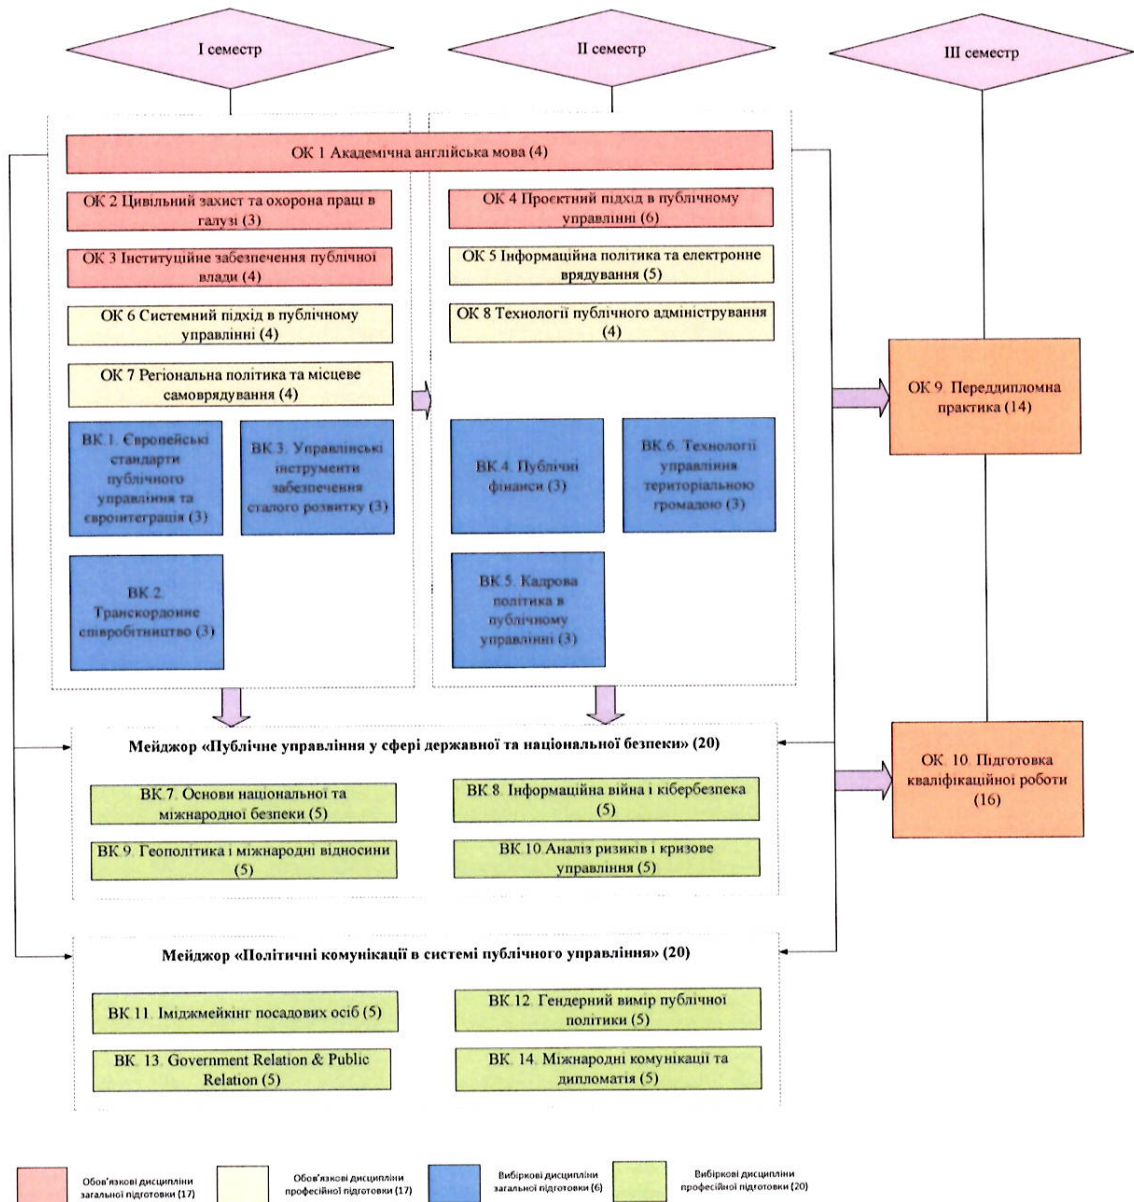 І семестр
ІІ семестр
ІІІ семестр
ОК 1 Академічна англійська мова (4)
ОК 2 Цивільний захист та охорона праці в
галузі (3)
ОК 4 Проєктний підхід в публічному
управлінні (6)
ОК 3 Інституційне забезпечення публічної
влади (4)
ОК 5 Інформаційна політика та електронне
врядування (5)
ОК 6 Системний підхід в публічному
управлінні (4)
ОК 8 Технології публічного адміністрування
(4)
ОК 7 Регіональна політика та місцеве
самоврядування (4)
ОК 9. Переддипломна
практика (14)
ВК 1. Європейські
стандарти
публічного
управління та
євроінтеграція (3)
ВК 3. Управлінські
інструменти
забезпечення
сталого розвитку (3)
ВК 4. Публічні
фінанси (3)
ВК 6. Технології
управління
територіальною
громадою (3)
ВК 2.
Транскордонне
співробітництво (3)
ВК 5. Кадрова
політика в
публічному
управлінні (3)
Мейджор «Публічне управління у сфері державної та національної безпеки» (20)
ВК 7. Основи національної та
міжнародної безпеки (5)
ВК 8. Інформаційна війна і кібербезпека
(5)
ВК 9. Геополітика і міжнародні відносини
(5)
ВК 10. Аналіз ризиків і кризове
управління (5)
ОК. 10. Підготовка
кваліфікаційної роботи
(16)
Мейджор «Політичні комунікації в системі публічного управління» (20)
ВК 11. Іміджмейкінг посадових осіб (5)
ВК 12. Гендерний вимір публічної
політики (5)
ВК. 13. Government Relation & Public
Relation (5)
ВК. 14. Міжнародні комунікації та
дипломатія (5)
Обов'язкові дисципліни
загальної підготовки (17)
Обов'язкові дисципліни
професійної підготовки (17)
Вибіркові дисципліни
загальної підготовки (6)
Вибіркові дисципліни
професійної підготовки (20)